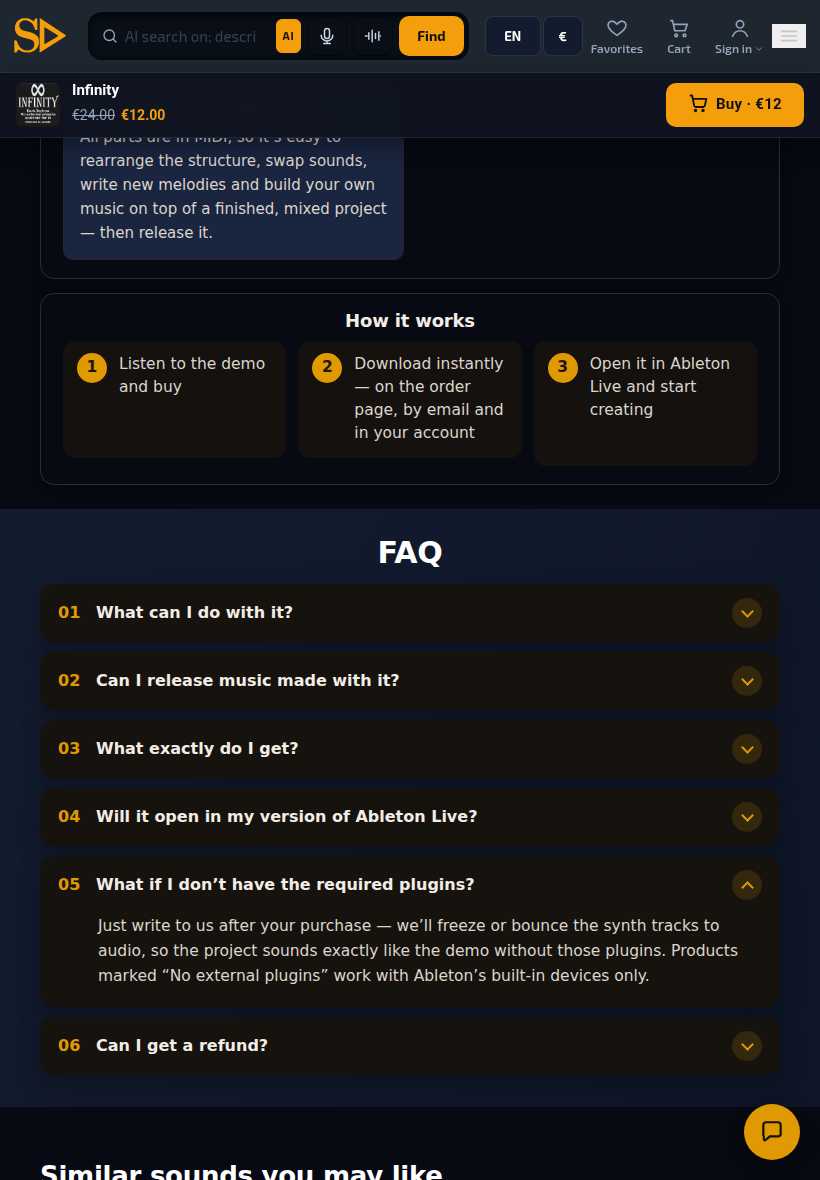 S
AI search on: descri
AI
Find
EN
€
Favorites
Cart
Sign in
INFINITY
Infinity
€24.00 €12.00
Buy · €12
All parts are in MIDI, so it's easy to
rearrange the structure, swap sounds,
write new melodies and build your own
music on top of a finished, mixed project
— then release it.
How it works
1 Listen to the demo
and buy
2 Download instantly
— on the order
page, by email and
in your account
3 Open it in Ableton
Live and start
creating
FAQ
01 What can I do with it?
02 Can I release music made with it?
03 What exactly do I get?
04 Will it open in my version of Ableton Live?
05 What if I don’t have the required plugins?
Just write to us after your purchase — we’ll freeze or bounce the synth tracks to
audio, so the project sounds exactly like the demo without those plugins. Products
marked “No external plugins” work with Ableton’s built-in devices only.
06 Can I get a refund?
Similar sounds you may like